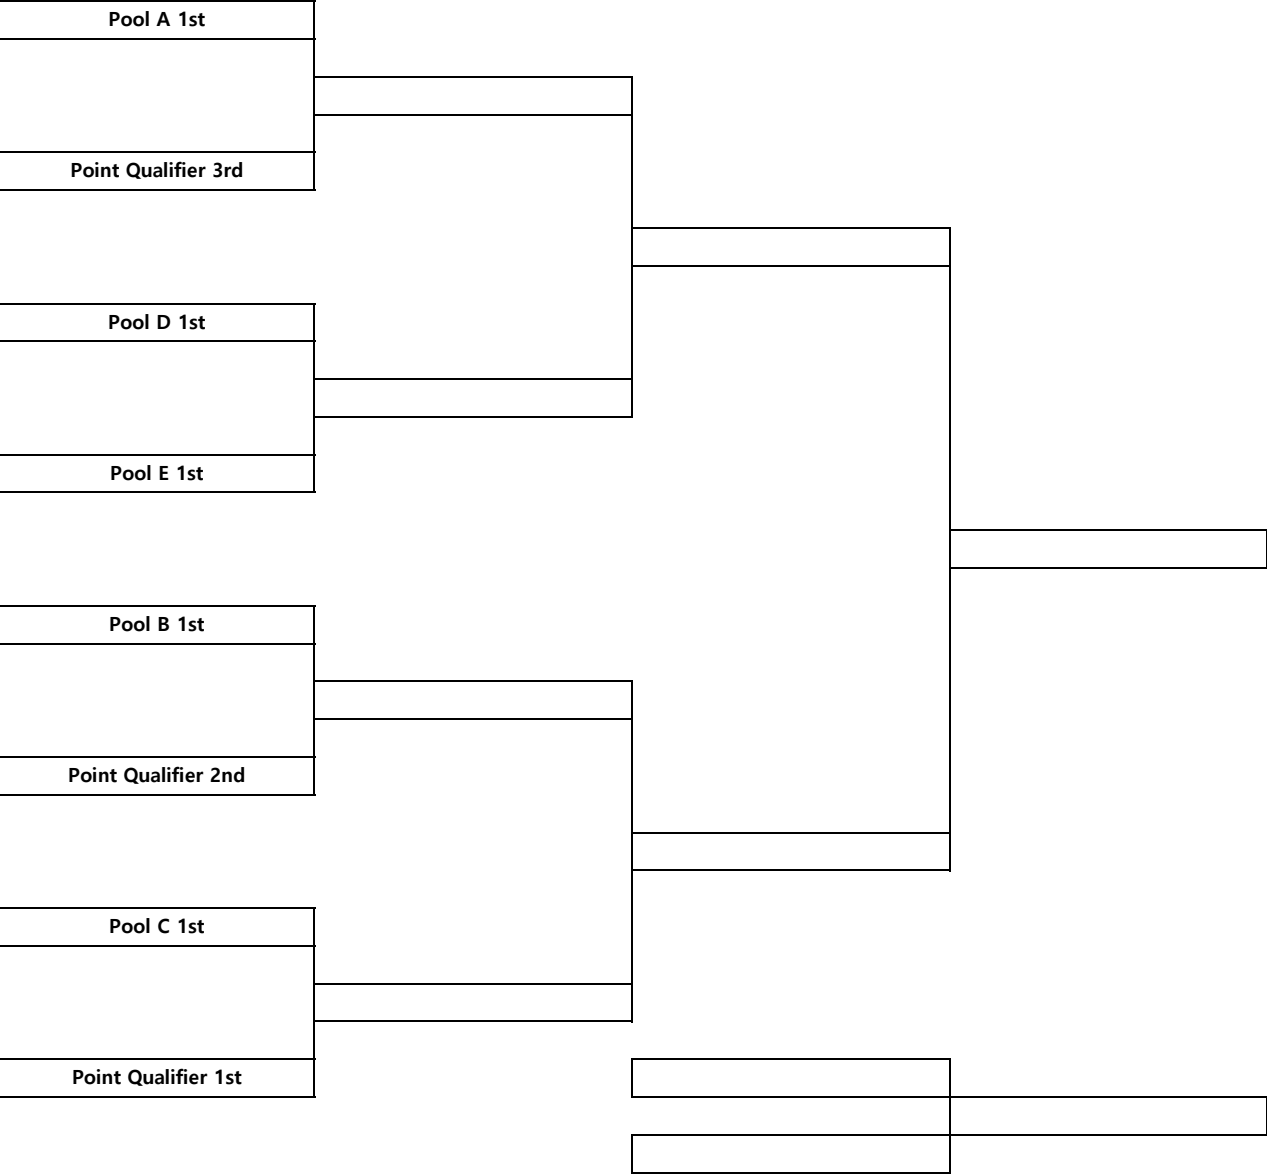 Pool A 1st
Point Qualifier 3rd
Pool D 1st
Pool E 1st
Pool B 1st
Point Qualifier 2nd
Pool C 1st
Point Qualifier 1st